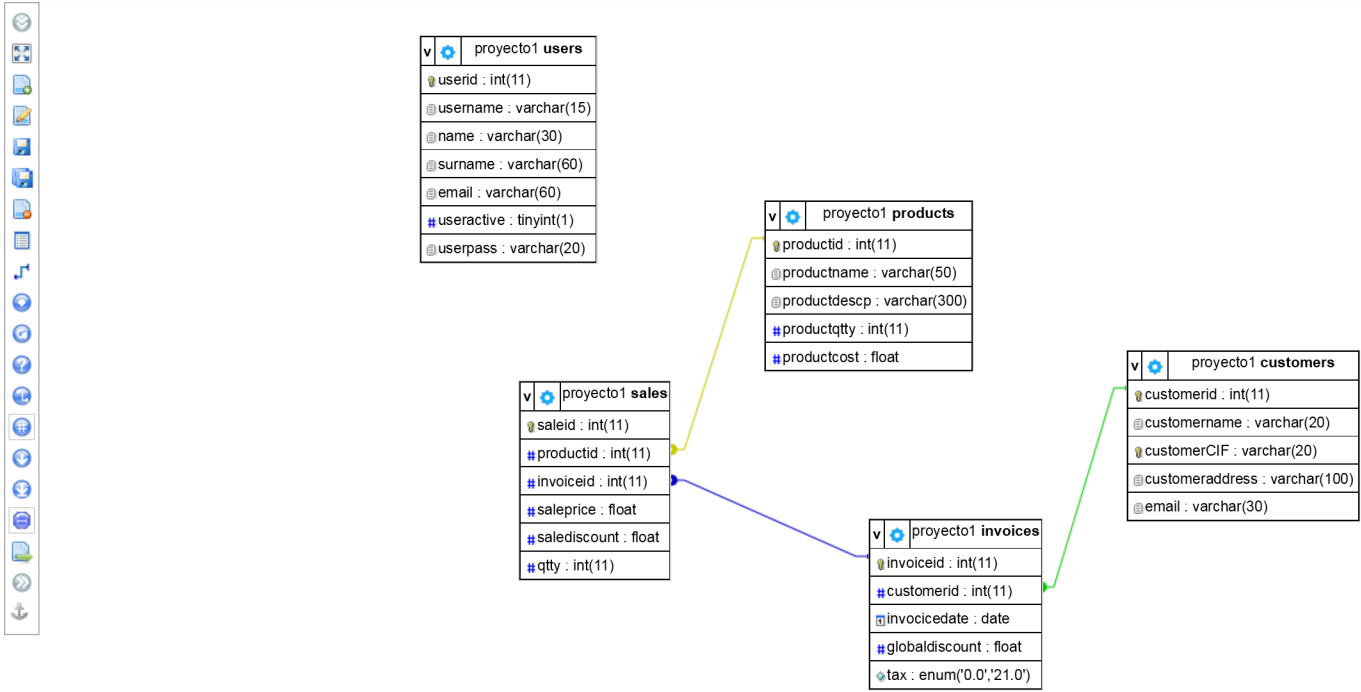 v proyecto1 users
userid : int(11)
username : varchar(15)
name : varchar(30)
surname : varchar(60)
email : varchar(60)
# useractive : tinyint(1)
userpass : varchar(20)
v proyecto1 products
productid : int(11)
productname : varchar(50)
productdescp : varchar(300)
# productqtty : int(11)
# productcost : float
v proyecto1 sales
saleid : int(11)
# productid : int(11)
# invoiceid : int(11)
# saleprice : float
# salediscount : float
# qtty : int(11)
v proyecto1 customers
customerid : int(11)
customername : varchar(20)
customerCIF : varchar(20)
customeraddress : varchar(100)
email : varchar(30)
v proyecto1 invoices
invoiceid : int(11)
# customerid : int(11)
invocicedate : date
# globaldiscount : float
tax : enum('0.0','21.0')